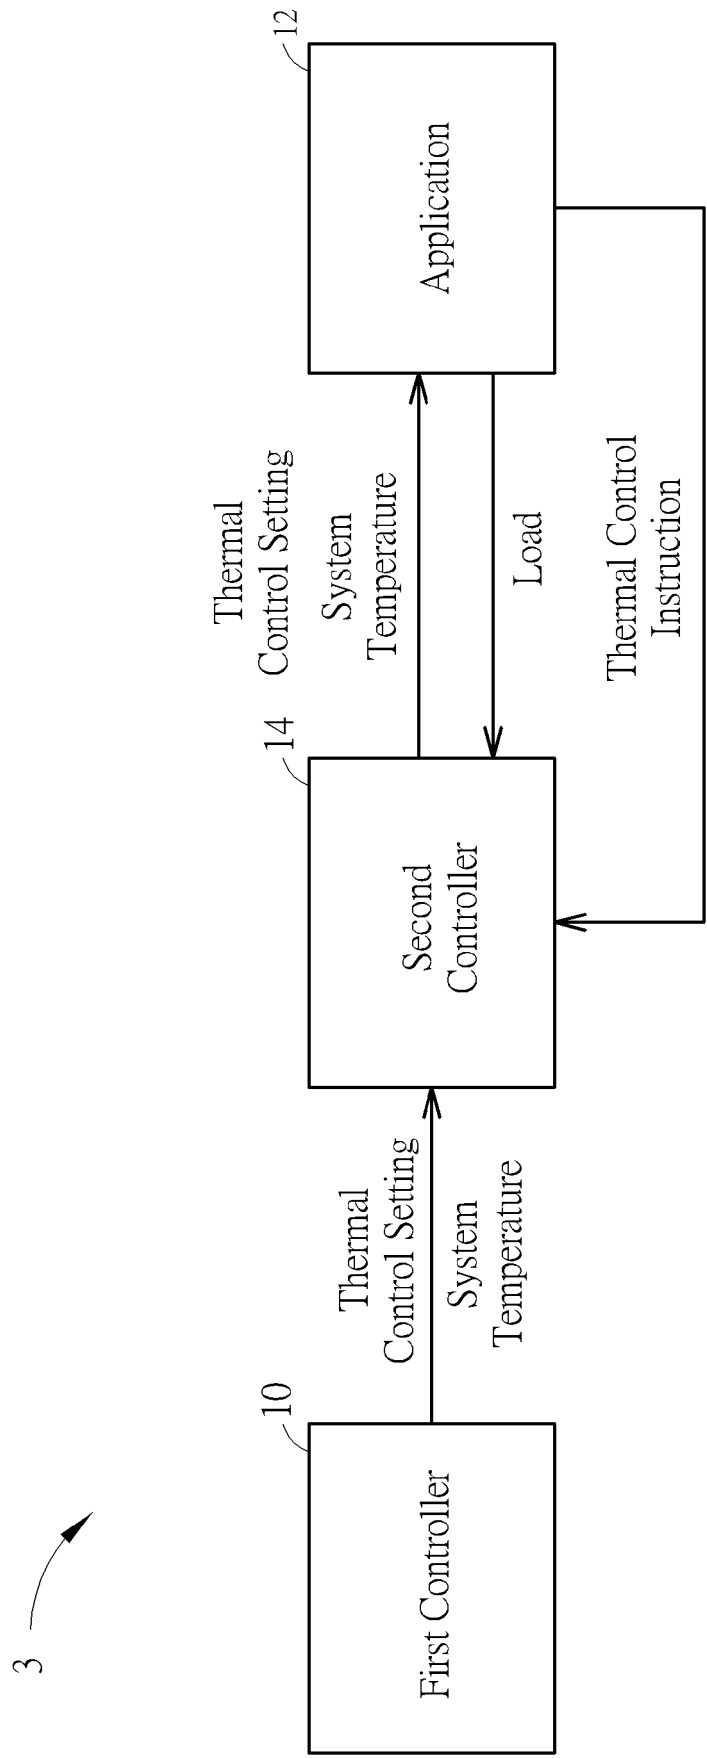 3
10
First Controller
Thermal
Control Setting
System
Temperature
14
Second
Controller
Thermal
Control Setting
System
Temperature
Load
Thermal Control
Instruction
12
Application